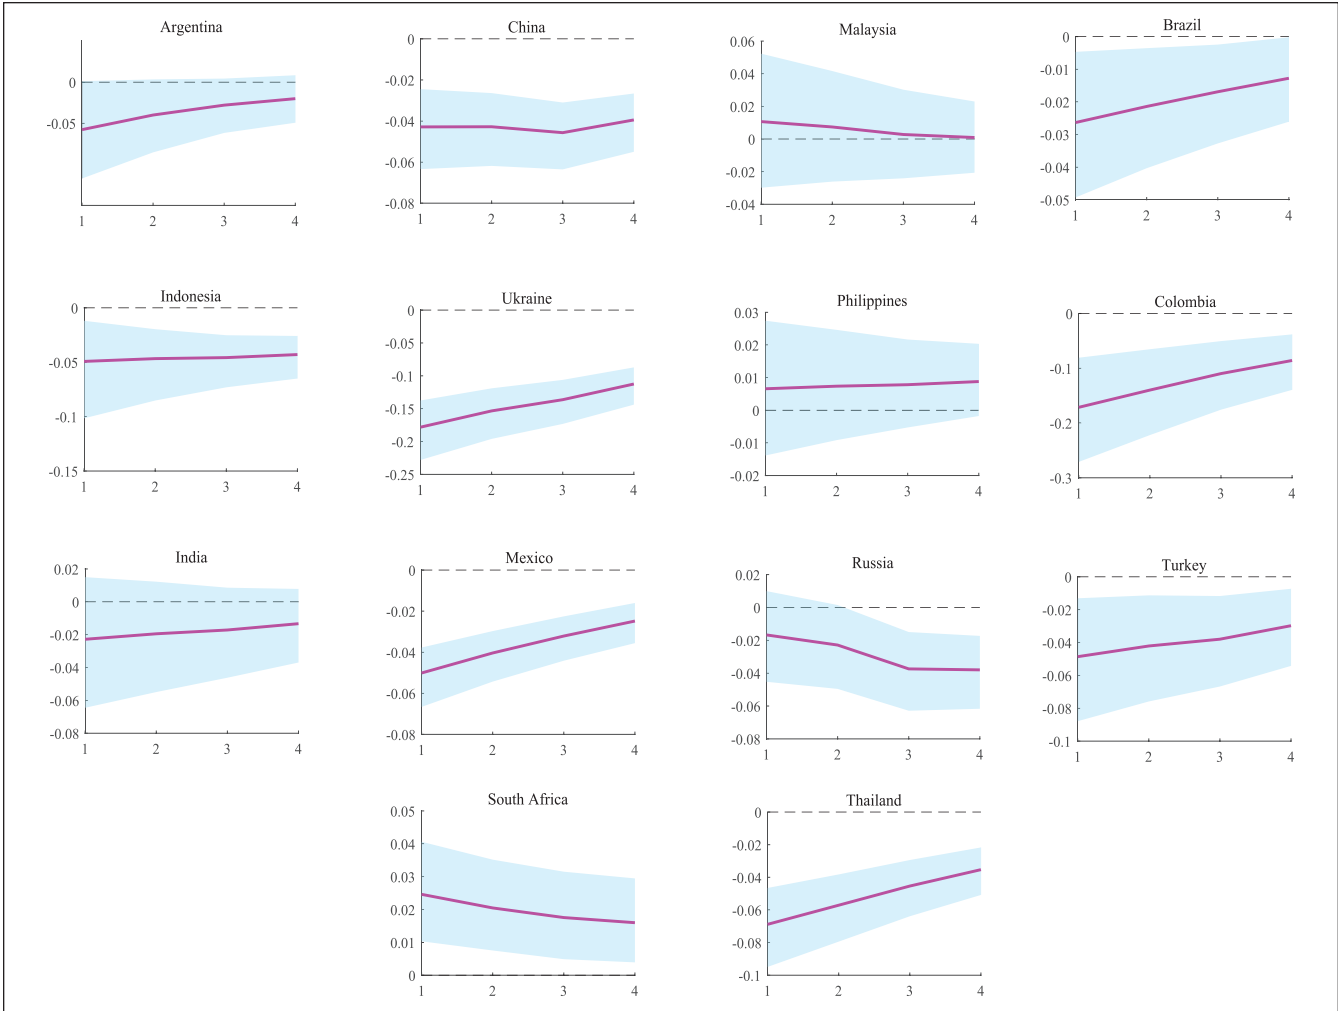 Argentina
0
-0.05
1 2 3 4
China
0
-0.02
-0.04
-0.06
-0.08
1 2 3 4
Malaysia
0.06
0.04
0.02
0
-0.02
-0.04
1 2 3 4
Brazil
0
-0.01
-0.02
-0.03
-0.04
-0.05
1 2 3 4
Indonesia
0
-0.05
-0.1
-0.15
1 2 3 4
Ukraine
0
-0.1
-0.15
-0.2
-0.25
1 2 3 4
Philippines
0.03
0.02
0.01
0
-0.01
-0.02
1 2 3 4
Colombia
0
-0.1
-0.2
-0.3
1 2 3 4
India
0.02
0
-0.02
-0.04
-0.06
-0.08
1 2 3 4
Mexico
0
-0.02
-0.04
-0.06
-0.08
1 2 3 4
Russia
0.02
0
-0.02
-0.04
-0.06
-0.08
1 2 3 4
Turkey
0
-0.02
-0.04
-0.06
-0.08
-0.1
1 2 3 4
South Africa
0.05
0.04
0.03
0.02
0.01
0
1 2 3 4
Thailand
0
-0.02
-0.04
-0.06
-0.08
-0.1
1 2 3 4